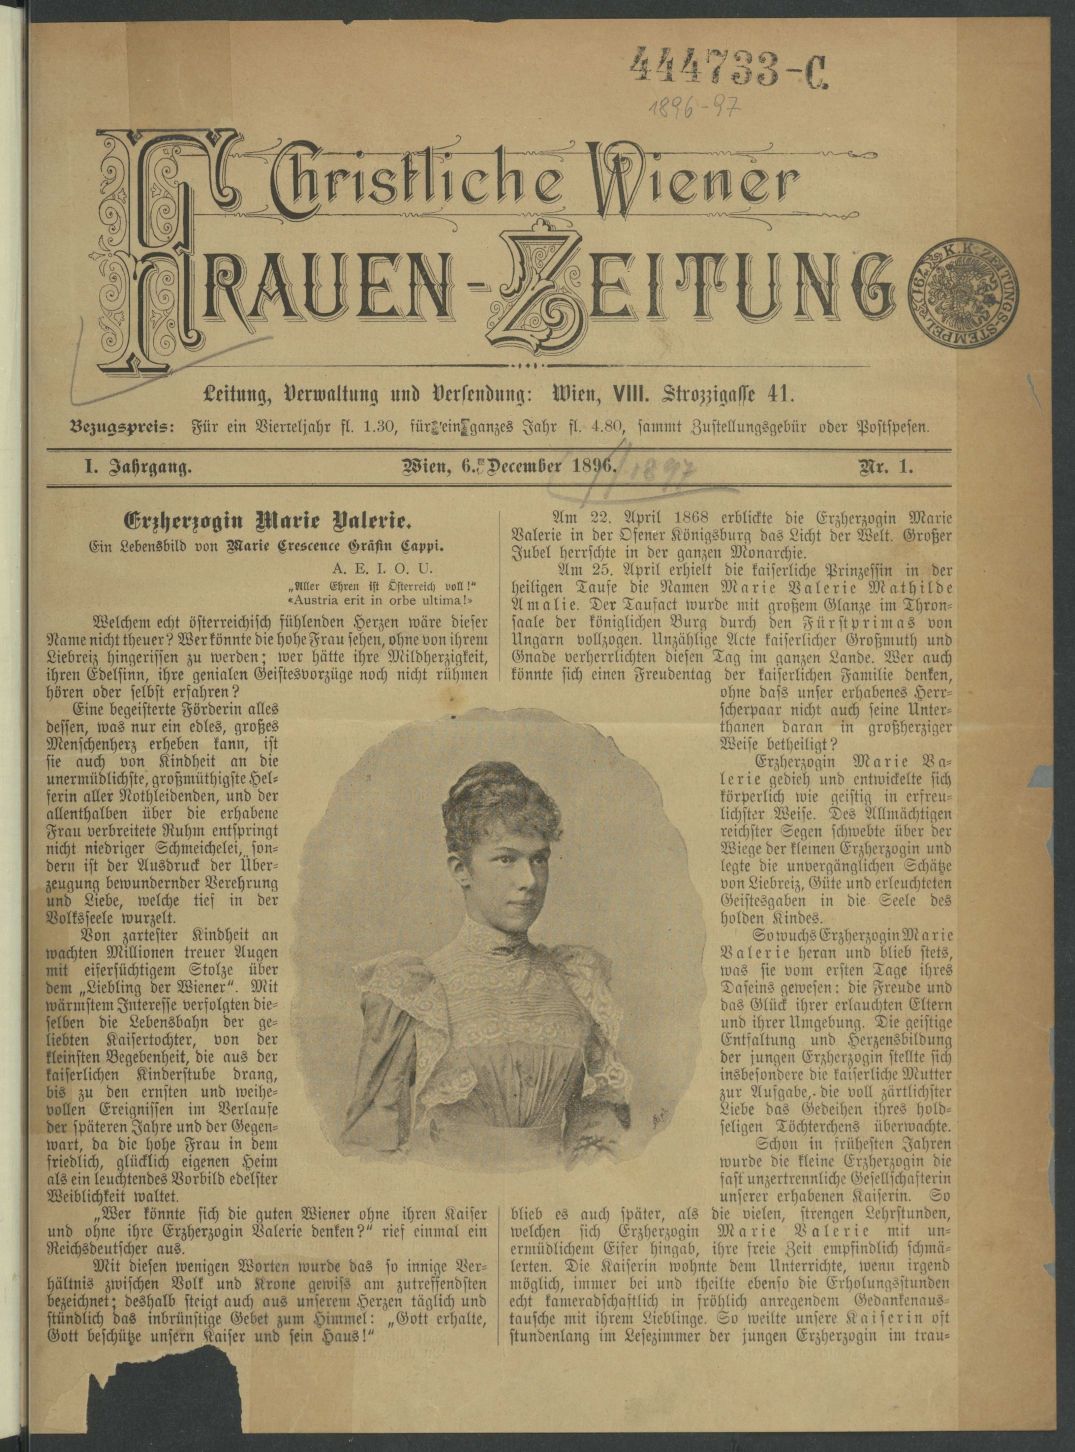 444733-C.
1896-97
Christliche Wiener
FRAUEN-ZEITUNG
K. K. ZEITUNGS-STEMPEL
Leitung, Verwaltung und Versendung: Wien, VIII. Strozzigasse 41.
Bezugspreis: Für ein Vierteljahr fl. 1.30, für ein ganzes Jahr fl. 4.80, sammt Zustellungsgebür oder Postspesen.
I. Jahrgang. Wien, 6. December 1896. Nr. 1.
1897
Erzherzogin Marie Valerie.
Ein Lebensbild von Marie Crescence Gräfin Cappi.
A. E. I. O. U.
„Aller Ehren ist Österreich voll!"
«Austria erit in orbe ultima!»
Welchem echt österreichisch fühlenden Herzen wäre dieser
Name nicht theuer? Wer könnte die hohe Frau sehen, ohne von ihrem
Liebreiz hingerissen zu werden; wer hätte ihre Mildherzigkeit,
ihren Edelsinn, ihre genialen Geistesvorzüge noch nicht rühmen
hören oder selbst erfahren?
Eine begeisterte Förderin alles
dessen, was nur ein edles, großes
Menschenherz erheben kann, ist
sie auch von Kindheit an die
unermüdlichste, großmüthigste Hel-
ferin aller Nothleidenden, und der
allenthalben über die erhabene
Frau verbreitete Ruhm entspringt
nicht niedriger Schmeichelei, son-
dern ist der Ausdruck der Über-
zeugung bewundernder Verehrung
und Liebe, welche tief in der
Volksseele wurzelt.
Von zartester Kindheit an
wachten Millionen treuer Augen
mit eifersüchtigem Stolze über
dem „Liebling der Wiener". Mit
wärmstem Interesse verfolgten die-
selben die Lebensbahn der ge-
liebten Kaisertochter, von der
kleinsten Begebenheit, die aus der
kaiserlichen Kinderstube drang,
bis zu den ernsten und weihe-
vollen Ereignissen im Verlaufe
der späteren Jahre und der Gegen-
wart, da die hohe Frau in dem
friedlich, glücklich eigenen Heim
als ein leuchtendes Vorbild edelster
Weiblichkeit waltet.
„Wer könnte sich die guten Wiener ohne ihren Kaiser
und ohne ihre Erzherzogin Valerie denken?" rief einmal ein
Reichsdeutscher aus.
Mit diesen wenigen Worten wurde das so innige Ver-
hältnis zwischen Volk und Krone gewiss am zutreffendsten
bezeichnet; deshalb steigt auch aus unserem Herzen täglich und
stündlich das inbrünstige Gebet zum Himmel: „Gott erhalte,
Gott beschütze unsern Kaiser und sein Haus!"
Am 22. April 1868 erblickte die Erzherzogin Marie
Valerie in der Ofener Königsburg das Licht der Welt. Großer
Jubel herrschte in der ganzen Monarchie.
Am 25. April erhielt die kaiserliche Prinzessin in der
heiligen Taufe die Namen Marie Valerie Mathilde
Amalie. Der Taufact wurde mit großem Glanze im Thron-
saale der königlichen Burg durch den Fürstprimas von
Ungarn vollzogen. Unzählige Acte kaiserlicher Großmuth und
Gnade verherrlichten diesen Tag im ganzen Lande. Wer auch
könnte sich einen Freudentag der kaiserlichen Familie denken,
ohne dass unser erhabenes Herr-
scherpaar nicht auch seine Unter-
thanen daran in großherziger
Weise betheiligt?
Erzherzogin Marie Va-
lerie gedieh und entwickelte sich
körperlich wie geistig in erfreu-
lichster Weise. Des Allmächtigen
reichster Segen schwebte über der
Wiege der kleinen Erzherzogin und
legte die unvergänglichen Schätze
von Liebreiz, Güte und erleuchteten
Geistesgaben in die Seele des
holden Kindes.
So wuchs Erzherzogin Marie
Valerie heran und blieb stets,
was sie vom ersten Tage ihres
Daseins gewesen: die Freude und
das Glück ihrer erlauchten Eltern
und ihrer Umgebung. Die geistige
Entfaltung und Herzensbildung
der jungen Erzherzogin stellte sich
insbesondere die kaiserliche Mutter
zur Aufgabe, die voll zärtlichster
Liebe das Gedeihen ihres hold-
seligen Töchterchens überwachte.
Schon in frühesten Jahren
wurde die kleine Erzherzogin die
fast unzertrennliche Gesellschafterin
unserer erhabenen Kaiserin. So
blieb es auch später, als die vielen, strengen Lehrstunden,
welchen sich Erzherzogin Marie Valerie mit un-
ermüdlichem Eifer hingab, ihre freie Zeit empfindlich schmä-
lerten. Die Kaiserin wohnte dem Unterrichte, wenn irgend
möglich, immer bei und theilte ebenso die Erholungsstunden
echt kameradschaftlich in fröhlich anregendem Gedankenaus-
tausche mit ihrem Lieblinge. So weilte unsere Kaiserin oft
stundenlang im Lesezimmer der jungen Erzherzogin im trau-